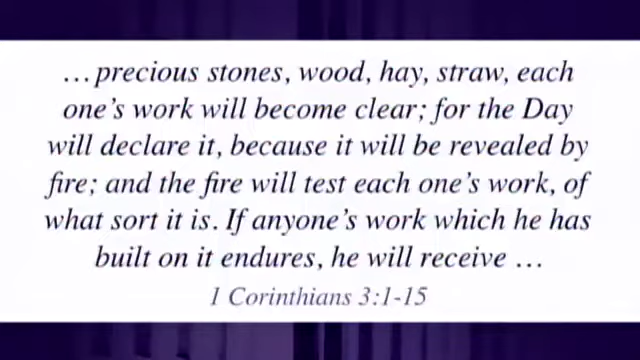 … precious stones, wood, hay, straw, each
one’s work will become clear; for the Day
will declare it, because it will be revealed by
fire; and the fire will test each one’s work, of
what sort it is. If anyone’s work which he has
built on it endures, he will receive …
1 Corinthians 3:1-15